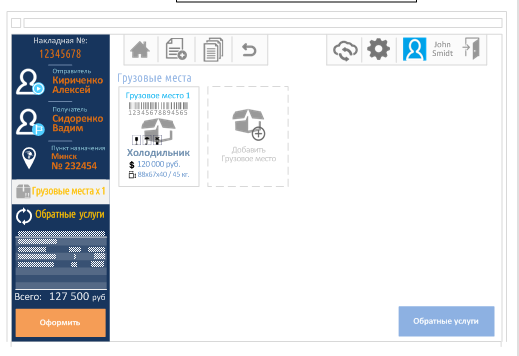 Накладная №:
12345678
Отправитель
Кириченко
Алексей
Получатель
Сидоренко
Вадим
Пункт назначения
Минск
№ 232454
Грузовые места x 1
Обратные услуги
Всего: 127 500 руб
Оформить
John
Smidt
Грузовые места
Грузовое место 1
12345678894565
Холодильник
$ 120 000 руб.
88x67x40 / 45 кг.
Добавить
Грузовое место
Обратные услуги